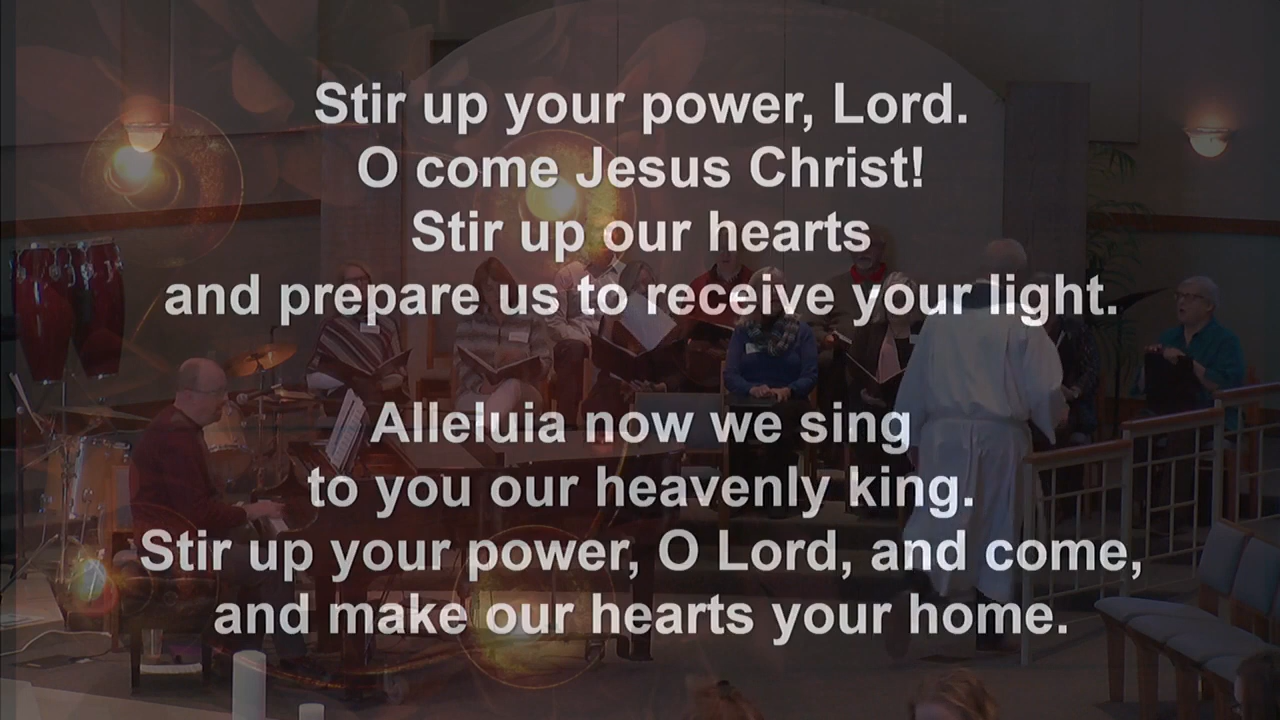 Stir up your power, Lord.
O come Jesus Christ!
Stir up our hearts
and prepare us to receive your light.
Alleluia now we sing
to you our heavenly king.
Stir up your power, O Lord, and come,
and make our hearts your home.